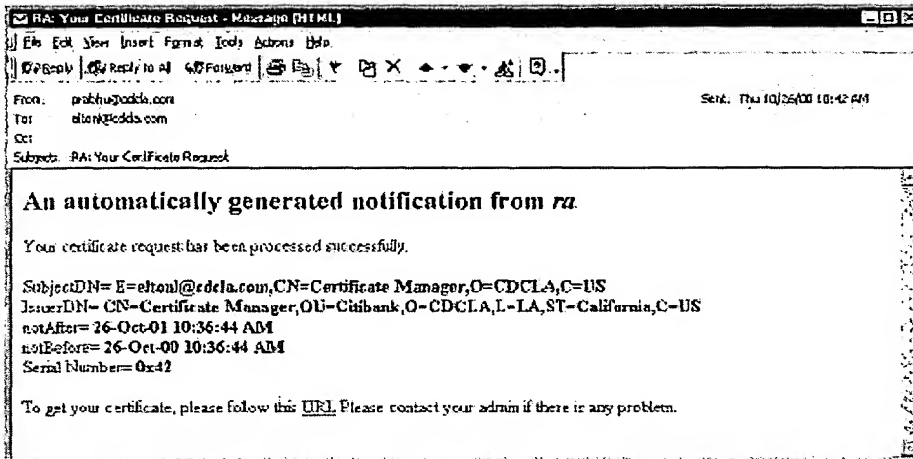 RA: Your Certificate Request - Message (HTML)
File Edit View Insert Format Tools Actions Help
Reply Reply to All Forward
From: prabhu@cdcla.com Sent: Thu 10/26/00 10:42 AM
To: eltonl@cdcla.com
Cc:
Subject: RA: Your Certificate Request
An automatically generated notification from ra.
Your certificate request has been processed successfully.
SubjectDN= E=eltonl@cdcla.com,CN=Certificate Manager,O=CDCLA,C=US
IssuerDN= CN=Certificate Manager,OU=Citibank,O=CDCLA,L=LA,ST=California,C=US
notAfter= 26-Oct-01 10:36:44 AM
notBefore= 26-Oct-00 10:36:44 AM
Serial Number= 0x42
To get your certificate, please follow this URL. Please contact your admin if there is any problem.